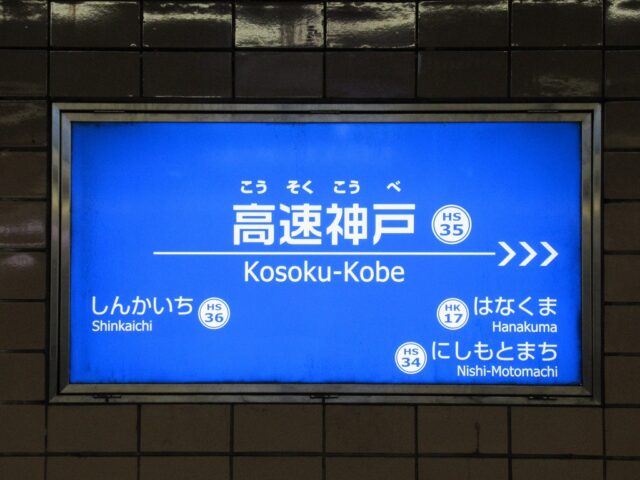 こう そく こう べ
高速神戸 HS 35
Kosoku-Kobe
しんかいち HS 36
Shinkaichi
HK 17 はなくま
Hanakuma
HS 34 にしもとまち
Nishi-Motomachi